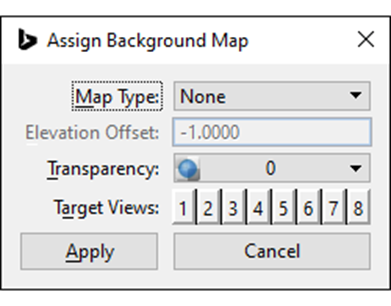 Assign Background Map
Map Type: None
Elevation Offset: -1.0000
Transparency: 0
Target Views: 1 2 3 4 5 6 7 8
Apply Cancel